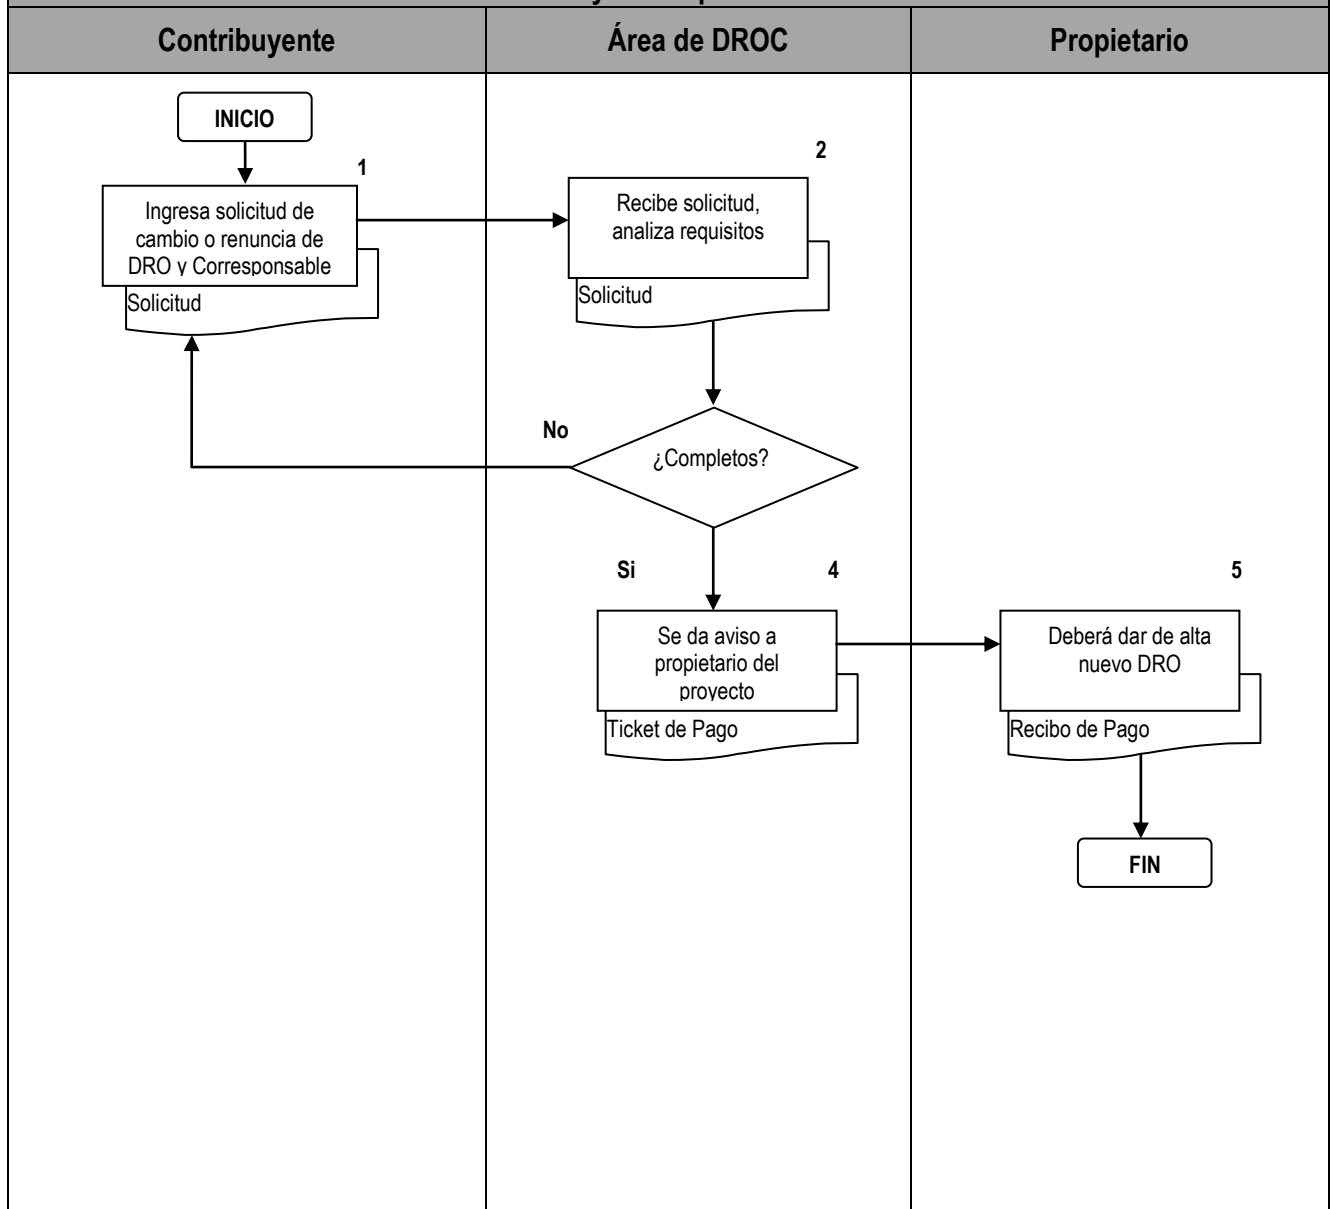 Contribuyente
Área de DROC
Propietario
INICIO
1
Ingresa solicitud de
cambio o renuncia de
DRO y Corresponsable
Solicitud
2
Recibe solicitud,
analiza requisitos
Solicitud
No
¿Completos?
Si
4
Se da aviso a
propietario del
proyecto
Ticket de Pago
5
Deberá dar de alta
nuevo DRO
Recibo de Pago
FIN